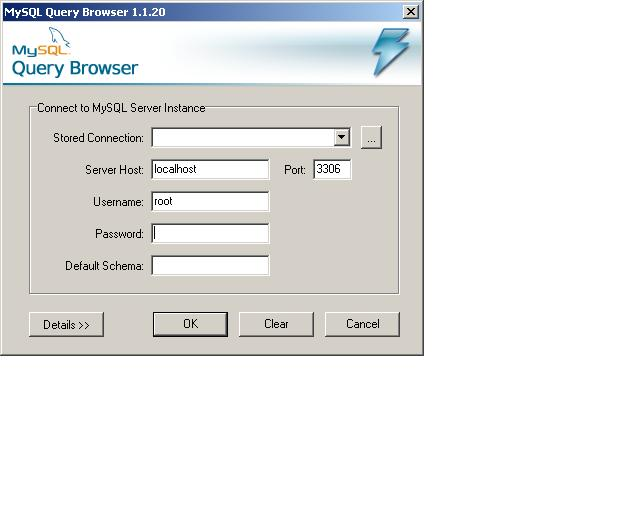 MySQL Query Browser 1.1.20
MySQL
Query Browser
Connect to MySQL Server Instance
Stored Connection:
...
Server Host: localhost Port: 3306
Username: root
Password:
Default Schema:
Details >> OK Clear Cancel